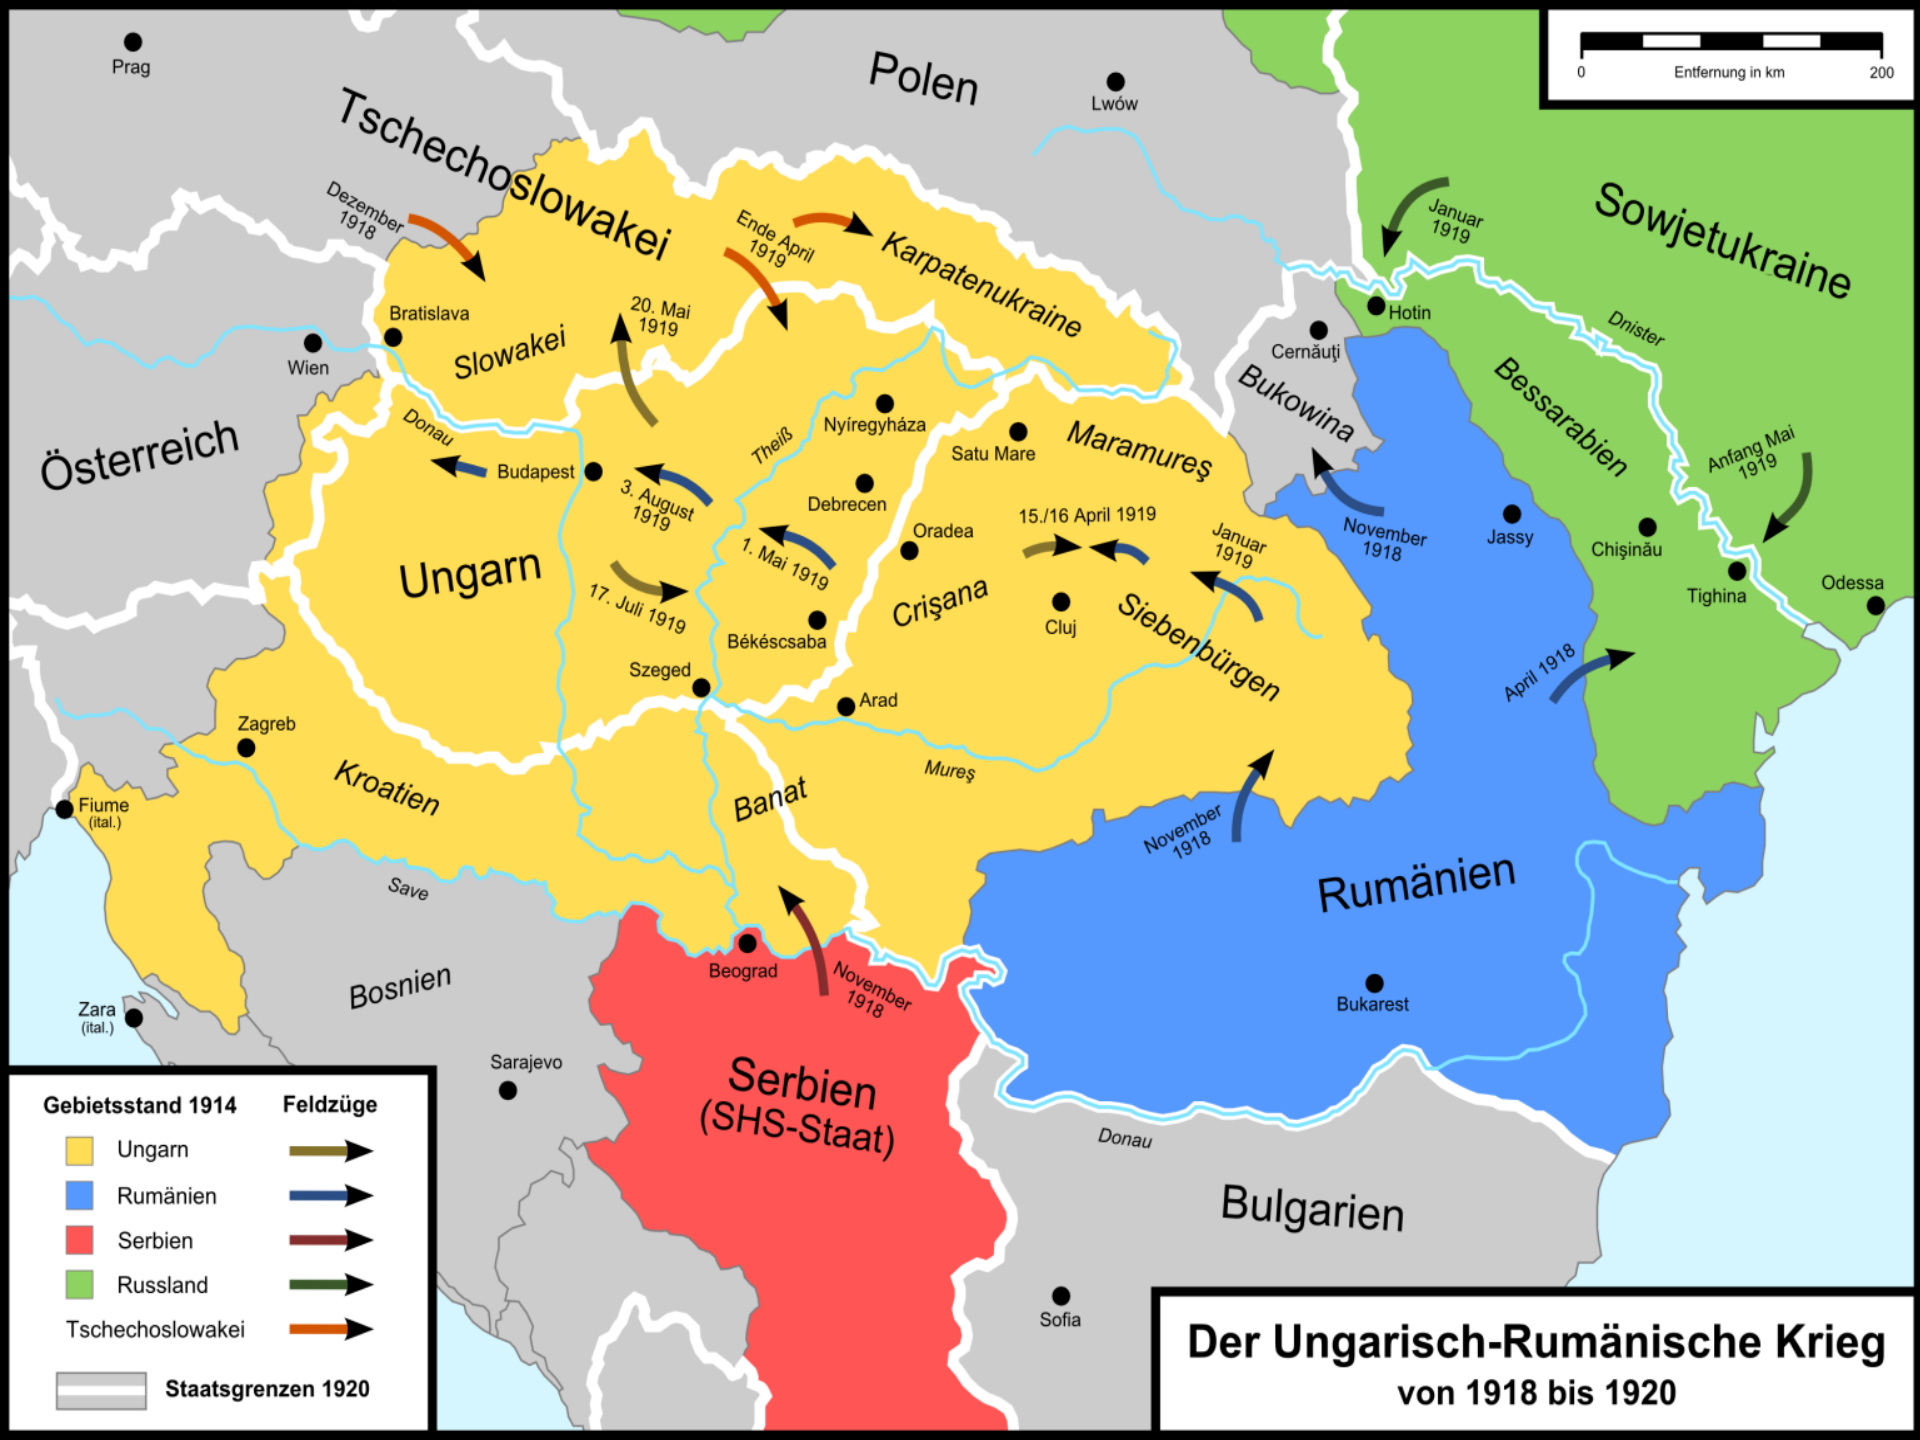 Prag
Polen
Lwów
0
Entfernung in km
200
Tschechoslowakei
Sowjetukraine
Dezember
1918
Ende April
1919
Januar
1919
Karpatenukraine
20. Mai
1919
Bratislava
Hotin
Dnister
Slowakei
Wien
Cernăuţi
Bukowina
Bessarabien
Österreich
Donau
Theiß
Nyíregyháza
Satu Mare
Maramureş
Anfang Mai
1919
Budapest
3. August
1919
Debrecen
15./16 April 1919
Januar
1919
November
1918
Jassy
Chişinău
Oradea
1. Mai 1919
Ungarn
17. Juli 1919
Crişana
Cluj
Siebenbürgen
Tighina
Odessa
Békéscsaba
Szeged
Arad
April 1918
Zagreb
Kroatien
Mureş
Banat
Fiume
(ital.)
November
1918
Rumänien
Save
Bosnien
Beograd
November
1918
Bukarest
Zara
(ital.)
Sarajevo
Serbien
(SHS-Staat)
Donau
Bulgarien
Sofia
Gebietsstand 1914
Feldzüge
Ungarn
Rumänien
Serbien
Russland
Tschechoslowakei
Staatsgrenzen 1920
Der Ungarisch-Rumänische Krieg
von 1918 bis 1920